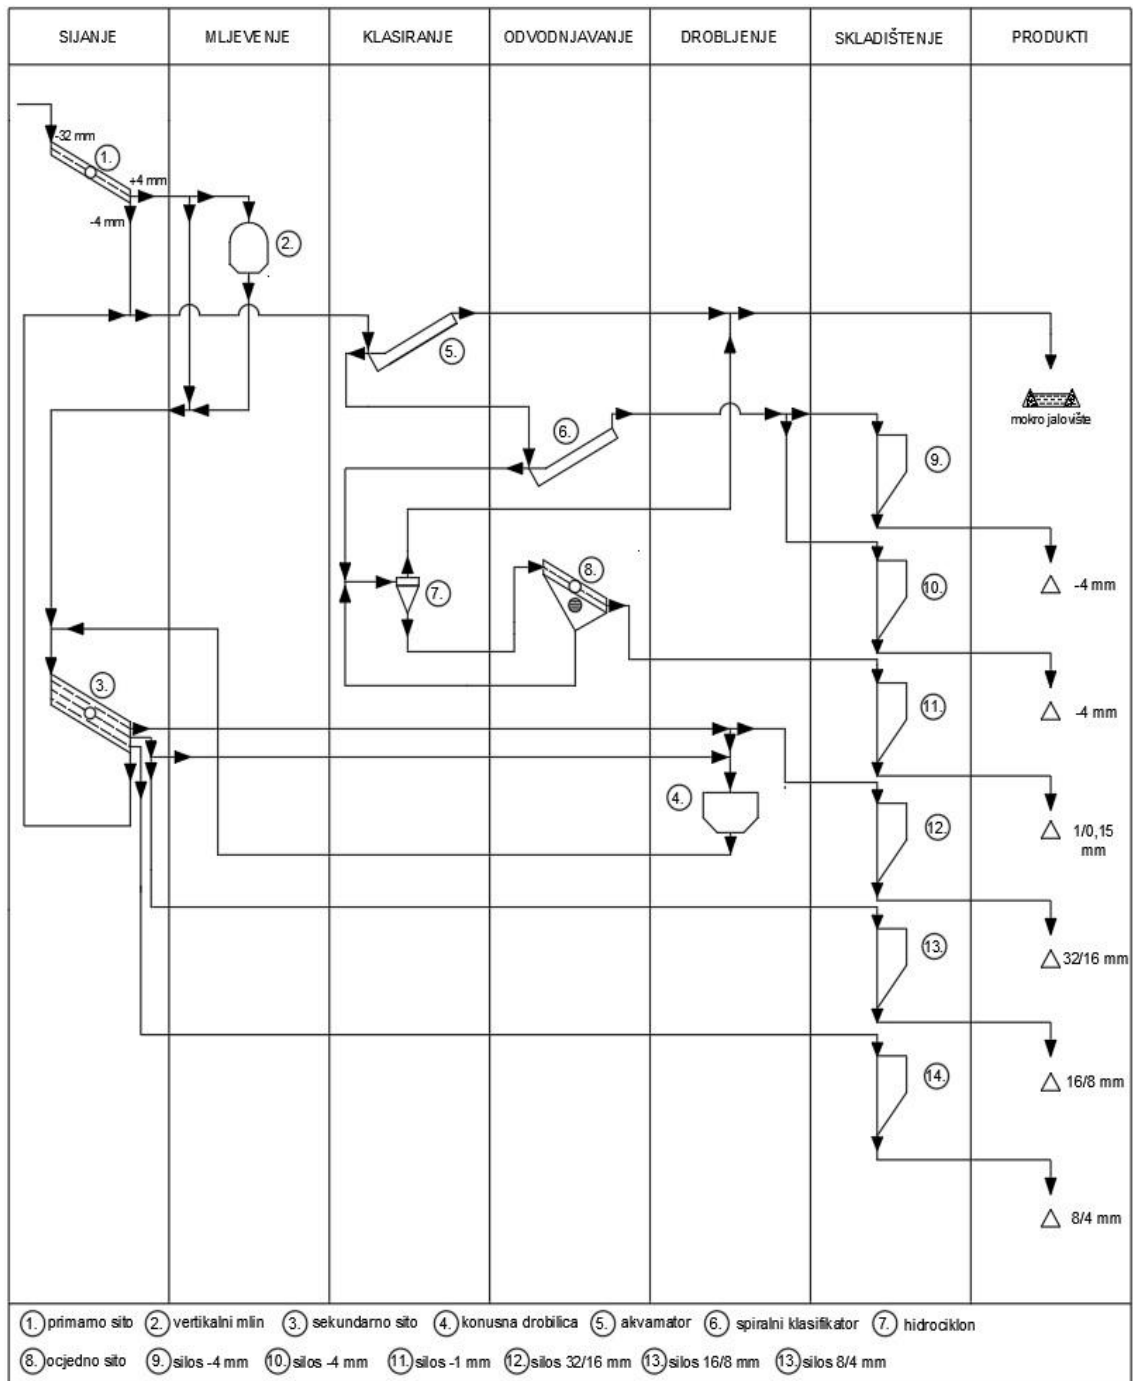 SIJANJE MLJEVENJE KLASIRANJE ODVODNJAVANJE DROBLJENJE SKLADIŠTENJE PRODUKTI
-32 mm
1.
+4 mm
-4 mm
2.
5.
mokro jalovište
6.
9.
8.
7.
10.
-4 mm
3.
11.
-4 mm
4.
12.
1/0,15
mm
13.
32/16 mm
14.
16/8 mm
8/4 mm
1. primarno sito 2. vertikalni mlin 3. sekundarno sito 4. konusna drobilica 5. akvamator 6. spiralni klasifikator 7. hidrociklon
8. ocjedno sito 9. silos -4 mm 10. silos -4 mm 11. silos -1 mm 12. silos 32/16 mm 13. silos 16/8 mm 13. silos 8/4 mm